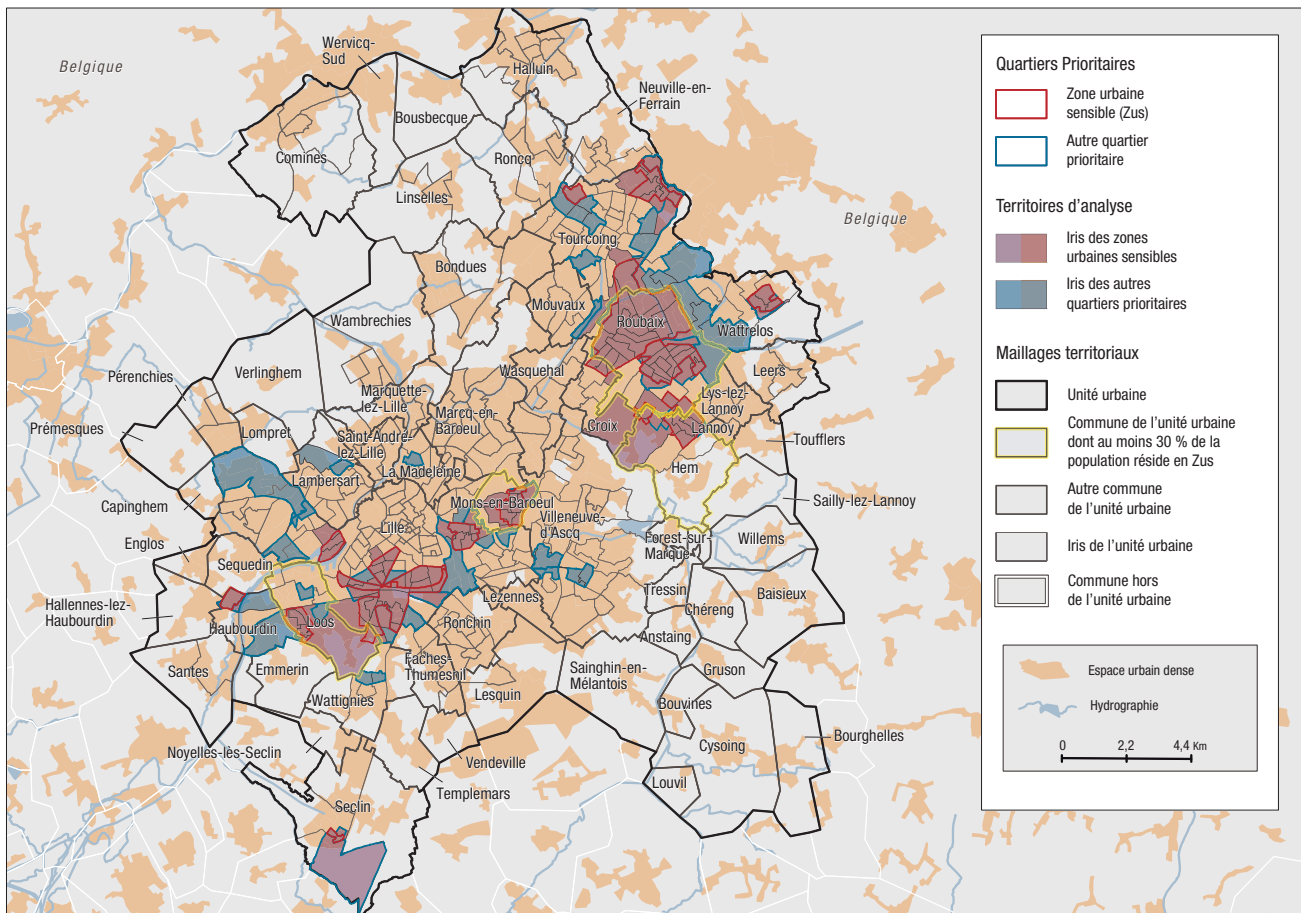 Belgique
Wervicq-
Sud
Halluin
Neuville-en-
Ferrain
Bousbecque
Comines
Roncq
Linselles
Belgique
Tourcoing
Bondues
Mouvaux
Roubaix
Wattrelos
Wambrechies
Wasquehal
Leers
Pérenchies
Verlinghem
Marquette-
lez-Lille
Marcq-en-
Baroeul
Lys-lez-
Lannoy
Prémesques
Lompret
Saint-André-
lez-Lille
Croix
Lannoy
Toufflers
La Madeleine
Hem
Lambersart
Capinghem
Mons-en-Baroeul
Sailly-lez-Lannoy
Lille
Villeneuve-
d'Ascq
Englos
Forest-sur-
Marque
Willems
Sequedin
Tressin
Baisieux
Hallennes-lez-
Haubourdin
Lezennes
Chéreng
Haubourdin
Loos
Ronchin
Anstaing
Santes
Emmerin
Faches-
Thumesnil
Sainghin-en-
Mélantois
Gruson
Wattignies
Lesquin
Bouvines
Bourghelles
Noyelles-lès-Seclin
Vendeville
Cysoing
Templemars
Louvil
Seclin
Quartiers Prioritaires
Zone urbaine
sensible (Zus)
Autre quartier
prioritaire
Territoires d'analyse
Iris des zones
urbaines sensibles
Iris des autres
quartiers prioritaires
Maillages territoriaux
Unité urbaine
Commune de l'unité urbaine
dont au moins 30 % de la
population réside en Zus
Autre commune
de l'unité urbaine
Iris de l'unité urbaine
Commune hors
de l'unité urbaine
Espace urbain dense
Hydrographie
0 2,2 4,4 Km